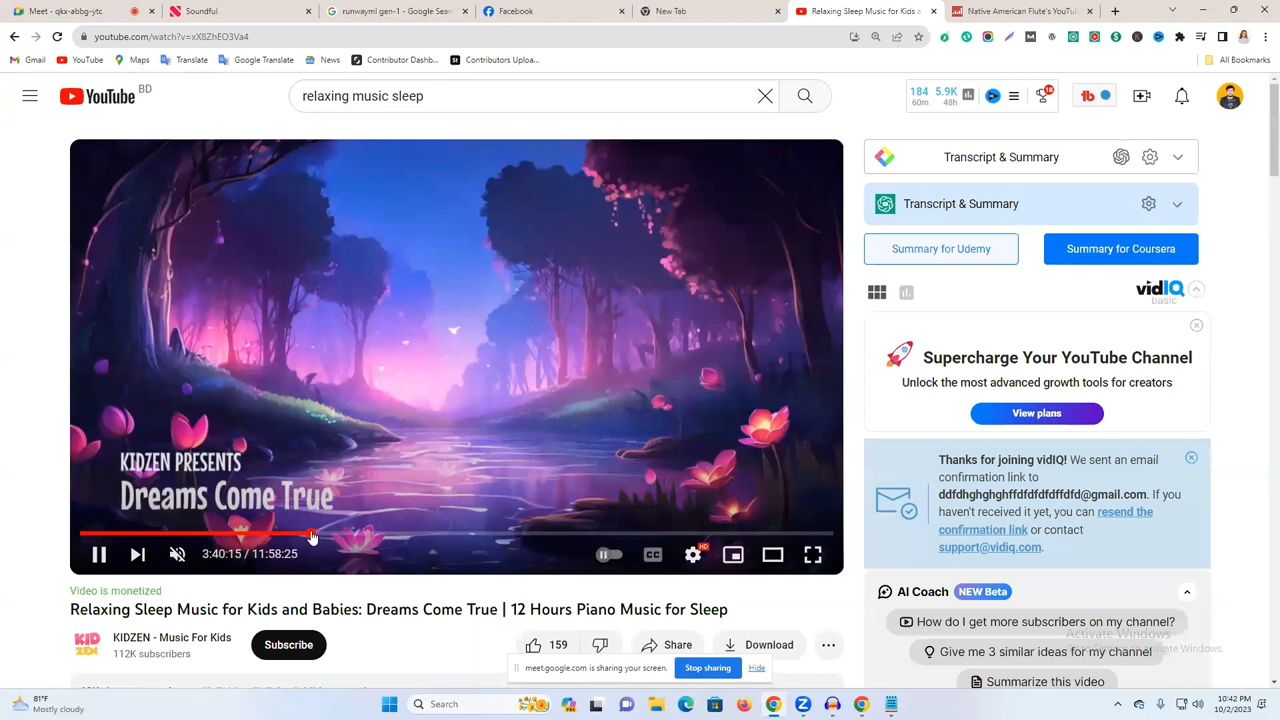 Meet - qkx-abbg-ytc
Soundful
runwayml gen-1 - Google Sear
Facebook
New Tab
Relaxing Sleep Music for Kids a
Native American Flute's YouTu
youtube.com/watch?v=xX8ZhEO3Va4
Gmail
YouTube
Maps
Translate
Google Translate
News
Contributor Dashb...
Contributors Uploa...
All Bookmarks
YouTube BD
relaxing music sleep
184 5.9K
60m 48h
18
Transcript & Summary
Transcript & Summary
Summary for Udemy
Summary for Coursera
vidIQ
basic
Supercharge Your YouTube Channel
Unlock the most advanced growth tools for creators
View plans
Thanks for joining vidIQ! We sent an email
confirmation link to
ddfdhghghghffdfdfdfdffdfd@gmail.com. If you
haven't received it yet, you can resend the
confirmation link or contact
support@vidiq.com.
KIDZEN PRESENTS
Dreams Come True
3:40:15 / 11:58:25
HD
CC
Video is monetized
Relaxing Sleep Music for Kids and Babies: Dreams Come True | 12 Hours Piano Music for Sleep
KID ZEN
KIDZEN - Music For Kids
112K subscribers
Subscribe
159
Share
Download
AI Coach NEW Beta
How do I get more subscribers on my channel?
Give me 3 similar ideas for my channel
Summarize this video
Activate Windows
meet.google.com is sharing your screen.
Stop sharing
Hide
81°F
Mostly cloudy
Search
10:42 PM
10/2/2023